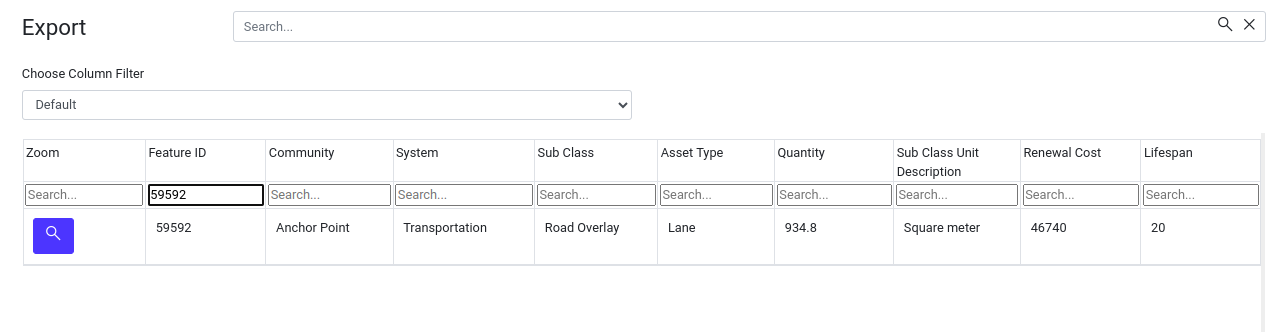 Export
Search...
Choose Column Filter
Default
Zoom Feature ID Community System Sub Class Asset Type Quantity Sub Class Unit Description Renewal Cost Lifespan
Search... 59592 Search... Search... Search... Search... Search... Search... Search... Search...
59592 Anchor Point Transportation Road Overlay Lane 934.8 Square meter 46740 20